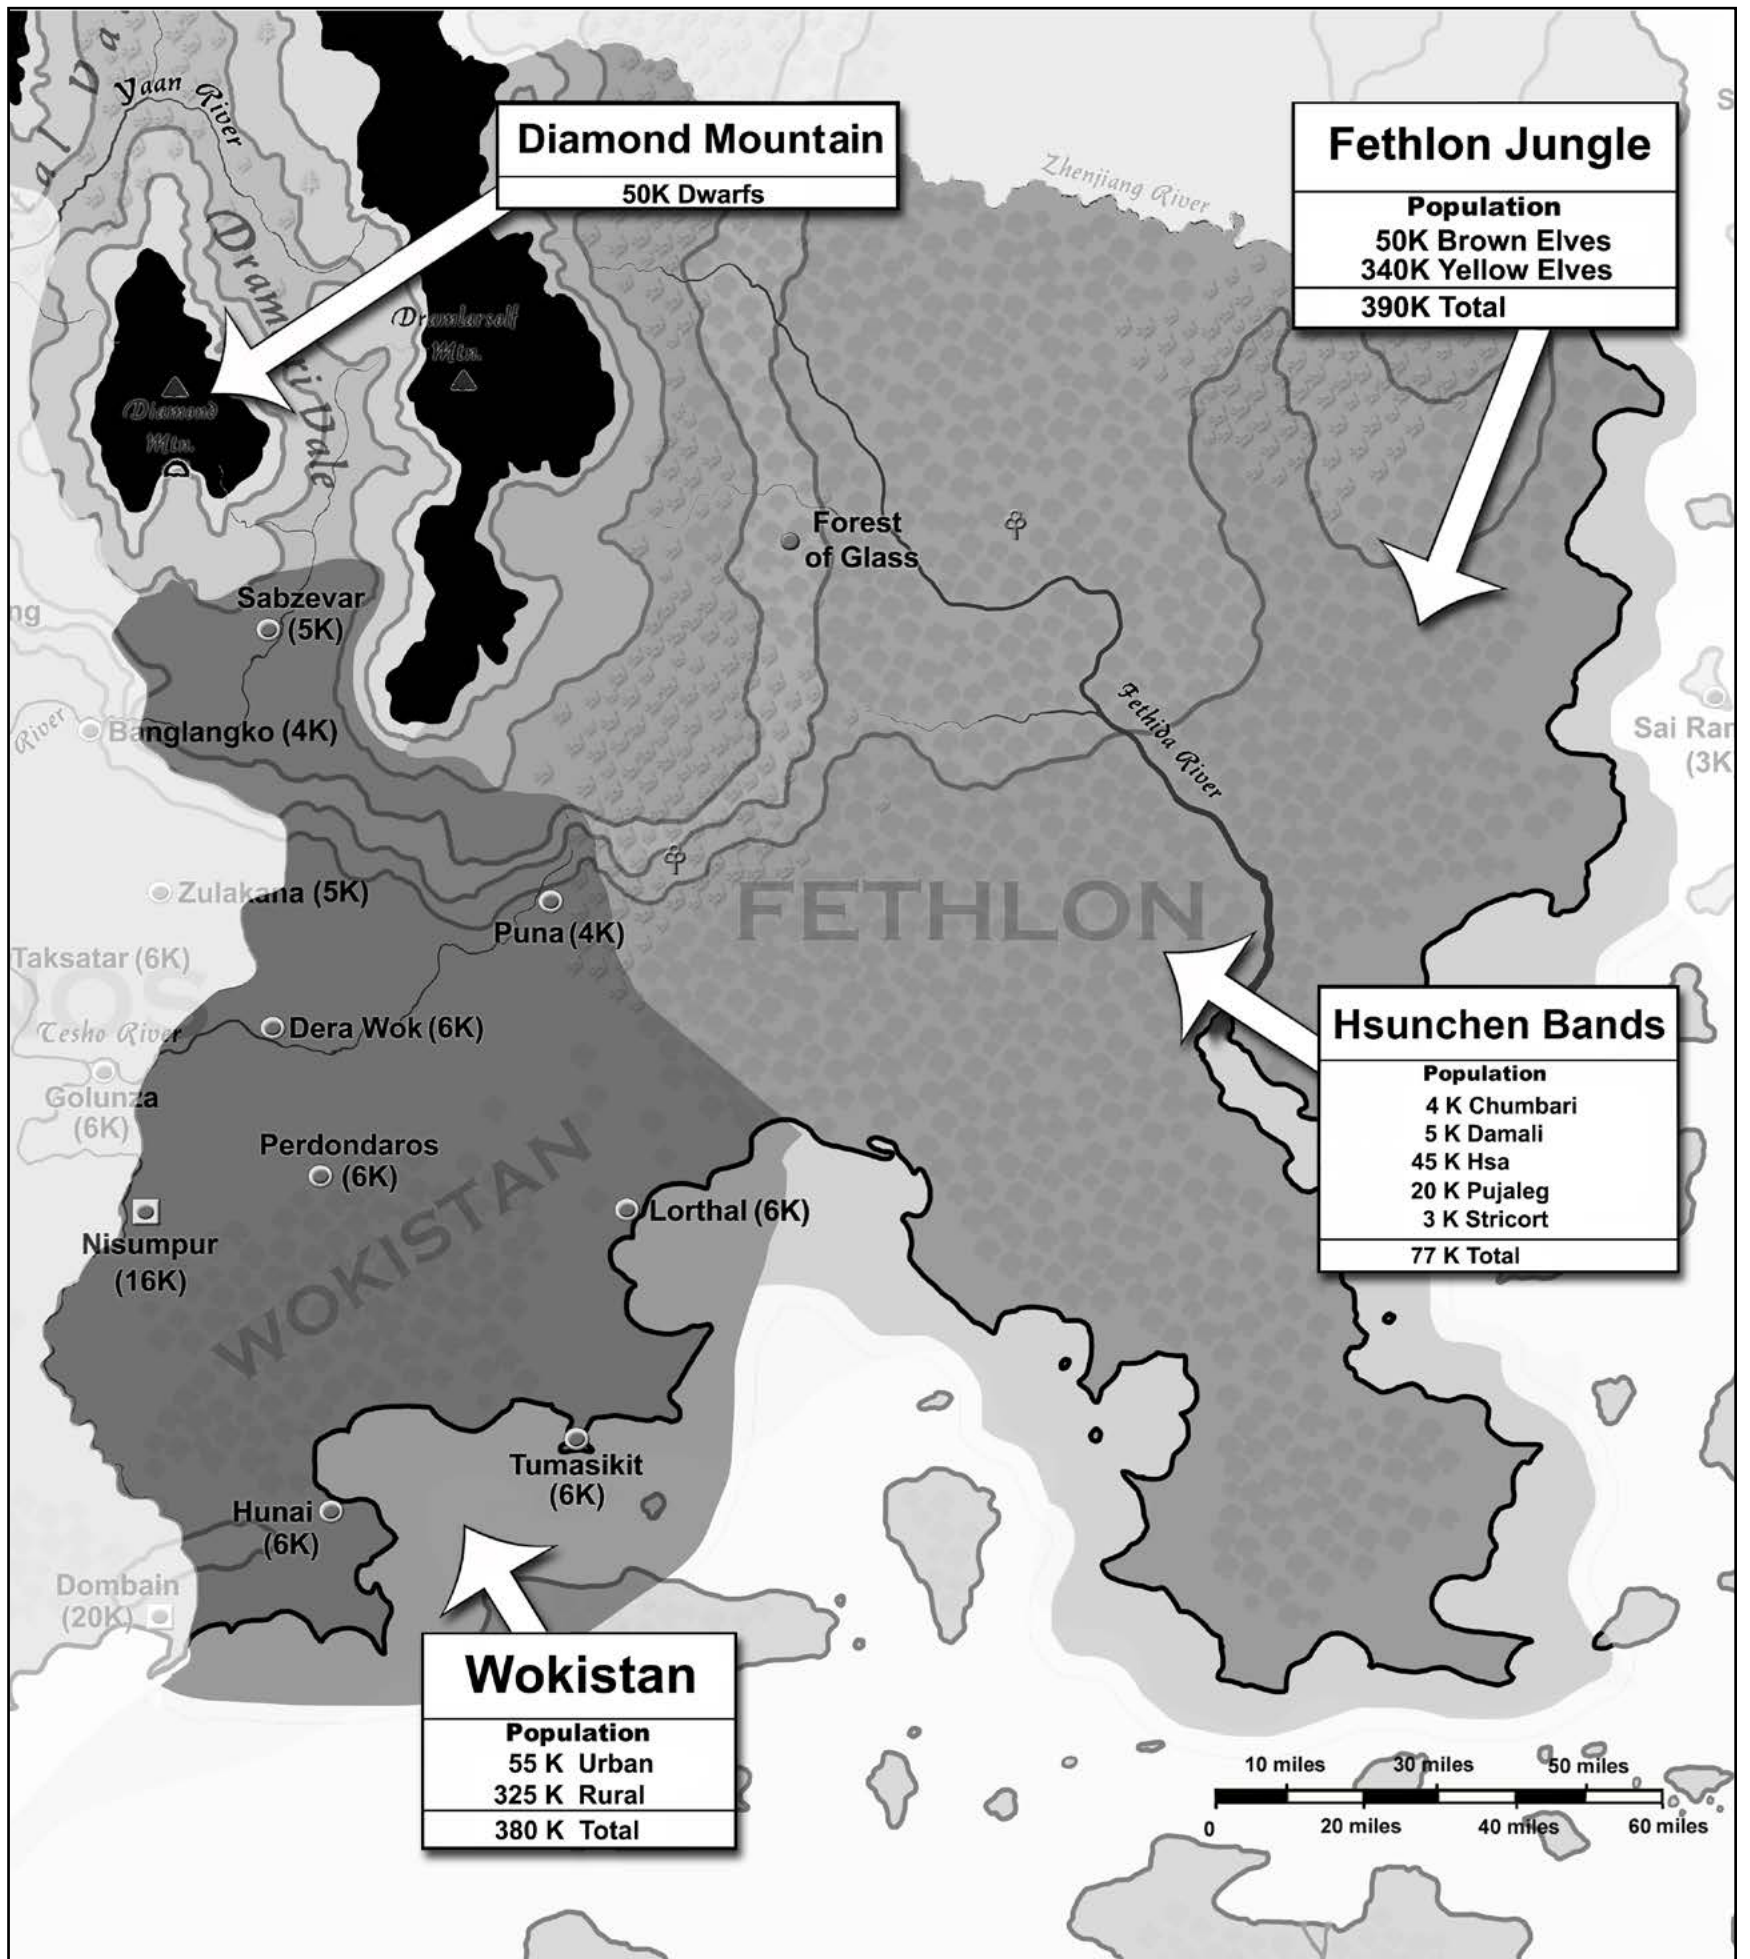 Yaan River
Diamond Mountain
50K Dwarfs
Zhenjiang River
Fethlon Jungle
Population
50K Brown Elves
340K Yellow Elves
390K Total
Dramlarsolf
Mtn.
Diamond
Mtn.
Vale
Forest
of Glass
Sabzevar
(5K)
River
Banglangko (4K)
Fethida River
Sai Ran
(3K
Zulakana (5K)
FETHLON
Puna (4K)
Taksatar (6K)
Tesho River
Dera Wok (6K)
Golunza
(6K)
Hsunchen Bands
Population
4 K Chumbari
5 K Damali
45 K Hsa
20 K Pujaleg
3 K Stricort
77 K Total
Perdondaros
(6K)
WOKISTAN
Lorthal (6K)
Nisumpur
(16K)
Tumasikit
(6K)
Hunai
(6K)
Dombain
(20K)
Wokistan
Population
55 K Urban
325 K Rural
380 K Total
10 miles 30 miles 50 miles
0 20 miles 40 miles 60 miles